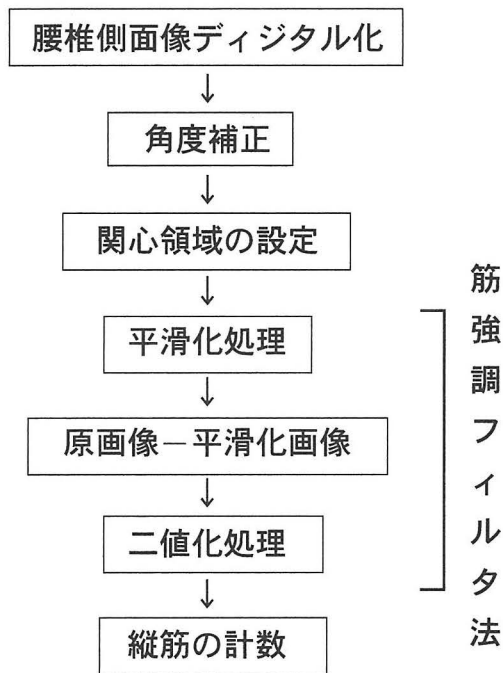 腰椎側面像ディジタル化
角度補正
関心領域の設定
平滑化処理
原画像－平滑化画像
二値化処理
縦筋の計数
筋強調フィルタ法